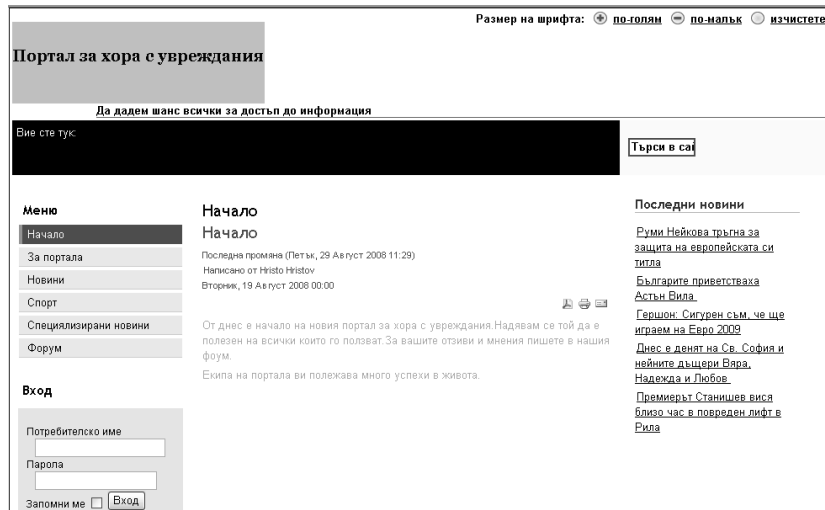 Размер на шрифта: по-голям по-малък изчистете
Портал за хора с увреждания
Да дадем шанс всички за достъп до информация
Вие сте тук:
Търси в сай
Меню
Начало
За портала
Новини
Спорт
Специялизирани новини
Форум
Вход
Потребителско име
Парола
Запомни ме Вход
Начало
Начало
Последна промяна (Петък, 29 Август 2008 11:29)
Написано от Hristo Hristov
Вторник, 19 Август 2008 00:00
От днес е начало на новия портал за хора с увреждания.Надявам се той да е
полезен на всички които го ползват.За вашите отзиви и мнения пишете в нашия
фоум.
Екипа на портала ви полежава много успехи в живота.
Последни новини
Руми Нейкова тръгна за
защита на европейската си
титла
Българите приветстваха
Астън Вила
Гершон: Сигурен съм, че ще
играем на Евро 2009
Днес е денят на Св. София и
нейните дъщери Вяра,
Надежда и Любов
Премиерът Станишев вися
близо час в повреден лифт в
Рила